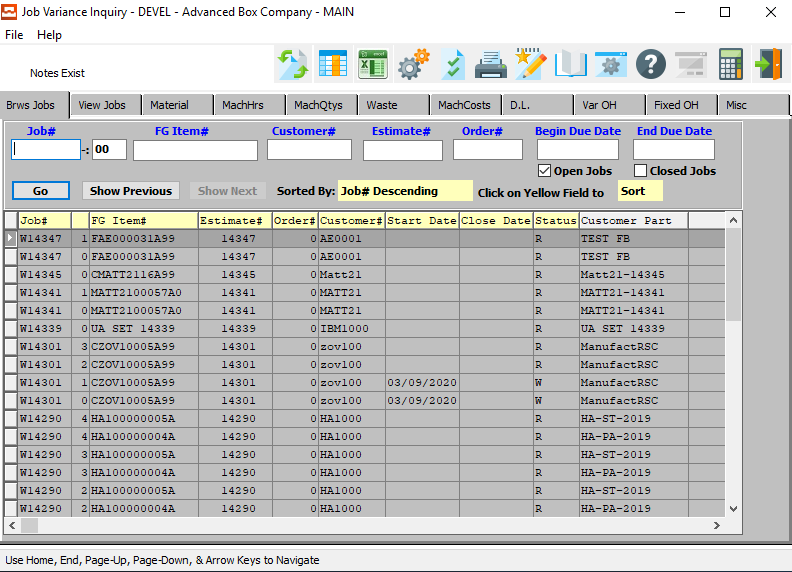 Job Variance Inquiry - DEVEL - Advanced Box Company - MAIN
File Help
Notes Exist
Brws Jobs View Jobs Material MachHrs MachQtys Waste MachCosts D.L. Var OH Fixed OH Misc
Job# FG Item# Customer# Estimate# Order# Begin Due Date End Due Date
-: 00
Open Jobs Closed Jobs
Go Show Previous Show Next Sorted By: Job# Descending Click on Yellow Field to Sort
Job# FG Item# Estimate# Order# Customer# Start Date Close Date Status Customer Part
W14347 1 FAE000031A99 14347 0 AE0001 R TEST FB
W14347 0 FAE000031A99 14347 0 AE0001 R TEST FB
W14345 0 CMATT2116A99 14345 0 Matt21 R Matt21-14345
W14341 1 MATT2100057A0 14341 0 MATT21 R MATT21-14341
W14341 0 MATT2100057A0 14341 0 MATT21 R MATT21-14341
W14339 0 UA SET 14339 14339 0 IBM1000 R UA SET 14339
W14301 3 CZOV10005A99 14301 0 zov100 R ManufactRSC
W14301 2 CZOV10005A99 14301 0 zov100 R ManufactRSC
W14301 1 CZOV10005A99 14301 0 zov100 03/09/2020 W ManufactRSC
W14301 0 CZOV10005A99 14301 0 zov100 03/09/2020 W ManufactRSC
W14290 4 HA100000005A 14290 0 HA1000 R HA-ST-2019
W14290 4 HA100000004A 14290 0 HA1000 R HA-PA-2019
W14290 3 HA100000005A 14290 0 HA1000 R HA-ST-2019
W14290 3 HA100000004A 14290 0 HA1000 R HA-PA-2019
W14290 2 HA100000005A 14290 0 HA1000 R HA-ST-2019
W14290 2 HA100000004A 14290 0 HA1000 R HA-PA-2019
Use Home, End, Page-Up, Page-Down, & Arrow Keys to Navigate